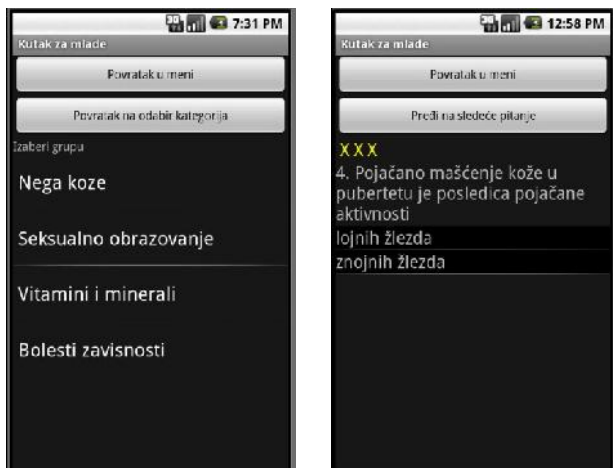 7:31 PM
Kutak za mlade
Povratak u meni
Povratak na odabir kategorija
Izaberi grupu
Nega koze
Seksualno obrazovanje
Vitamini i minerali
Bolesti zavisnosti
12:58 PM
Kutak za mlade
Povratak u meni
Pređi na sledeće pitanje
X X X
4. Pojačano mašćenje kože u
pubertetu je posledica pojačane
aktivnosti
lojnih žlezda
znojnih žlezda